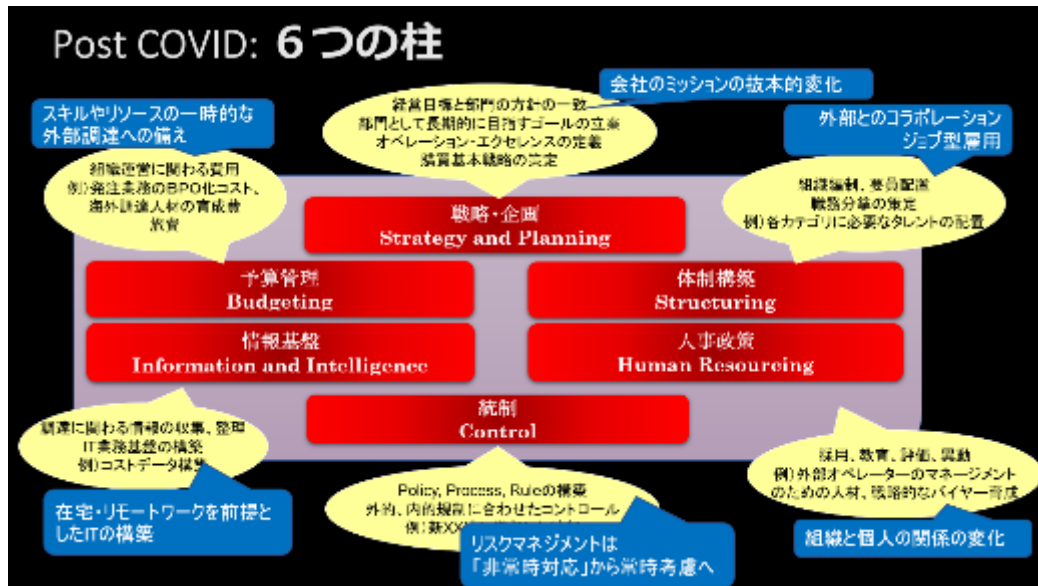 Post COVID: 6つの柱
会社のミッションの抜本的変化
経営目標と部門の方針の一致
部門として長期的に目指すゴールの立案
オペレーション・エクセレンスの定義
購買基本戦略の策定
スキルやリソースの一時的な
外部調達への備え
組織運営に関わる費用
例)発注業務のBPO化コスト、
海外調達人材の育成費
旅費
外部とのコラボレーション
ジョブ型雇用
組織編制、要員配置
職務分掌の策定
例)各カテゴリに必要なタレントの配置
戦略・企画
Strategy and Planning
予算管理
Budgeting
体制構築
Structuring
情報基盤
Information and Intelligence
人事政策
Human Resourcing
統制
Control
調達に関わる情報の収集、整理
IT業務基盤の構築
例)コストデータ構築
在宅・リモートワークを前提と
したITの構築
Policy, Process, Ruleの構築
外的、内的規制に合わせたコントロール
例)新XX
リスクマネジメントは
「非常時対応」から常時考慮へ
採用、教育、評価、異動
例)外部オペレーターのマネージメント
のための人材、戦略的なバイヤー育成
組織と個人の関係の変化